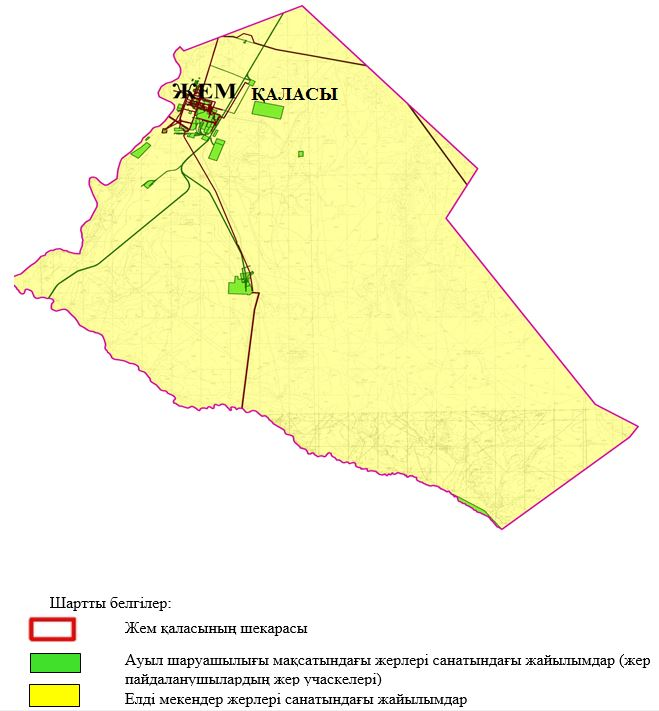 ЖЕМ ҚАЛАСЫ
Шартты белгілер:
Жем қаласының шекарасы
Ауыл шаруашылығы мақсатындағы жерлері санатындағы жайылымдар (жер
пайдаланушылардың жер учаскелері)
Елді мекендер жерлері санатындағы жайылымдар